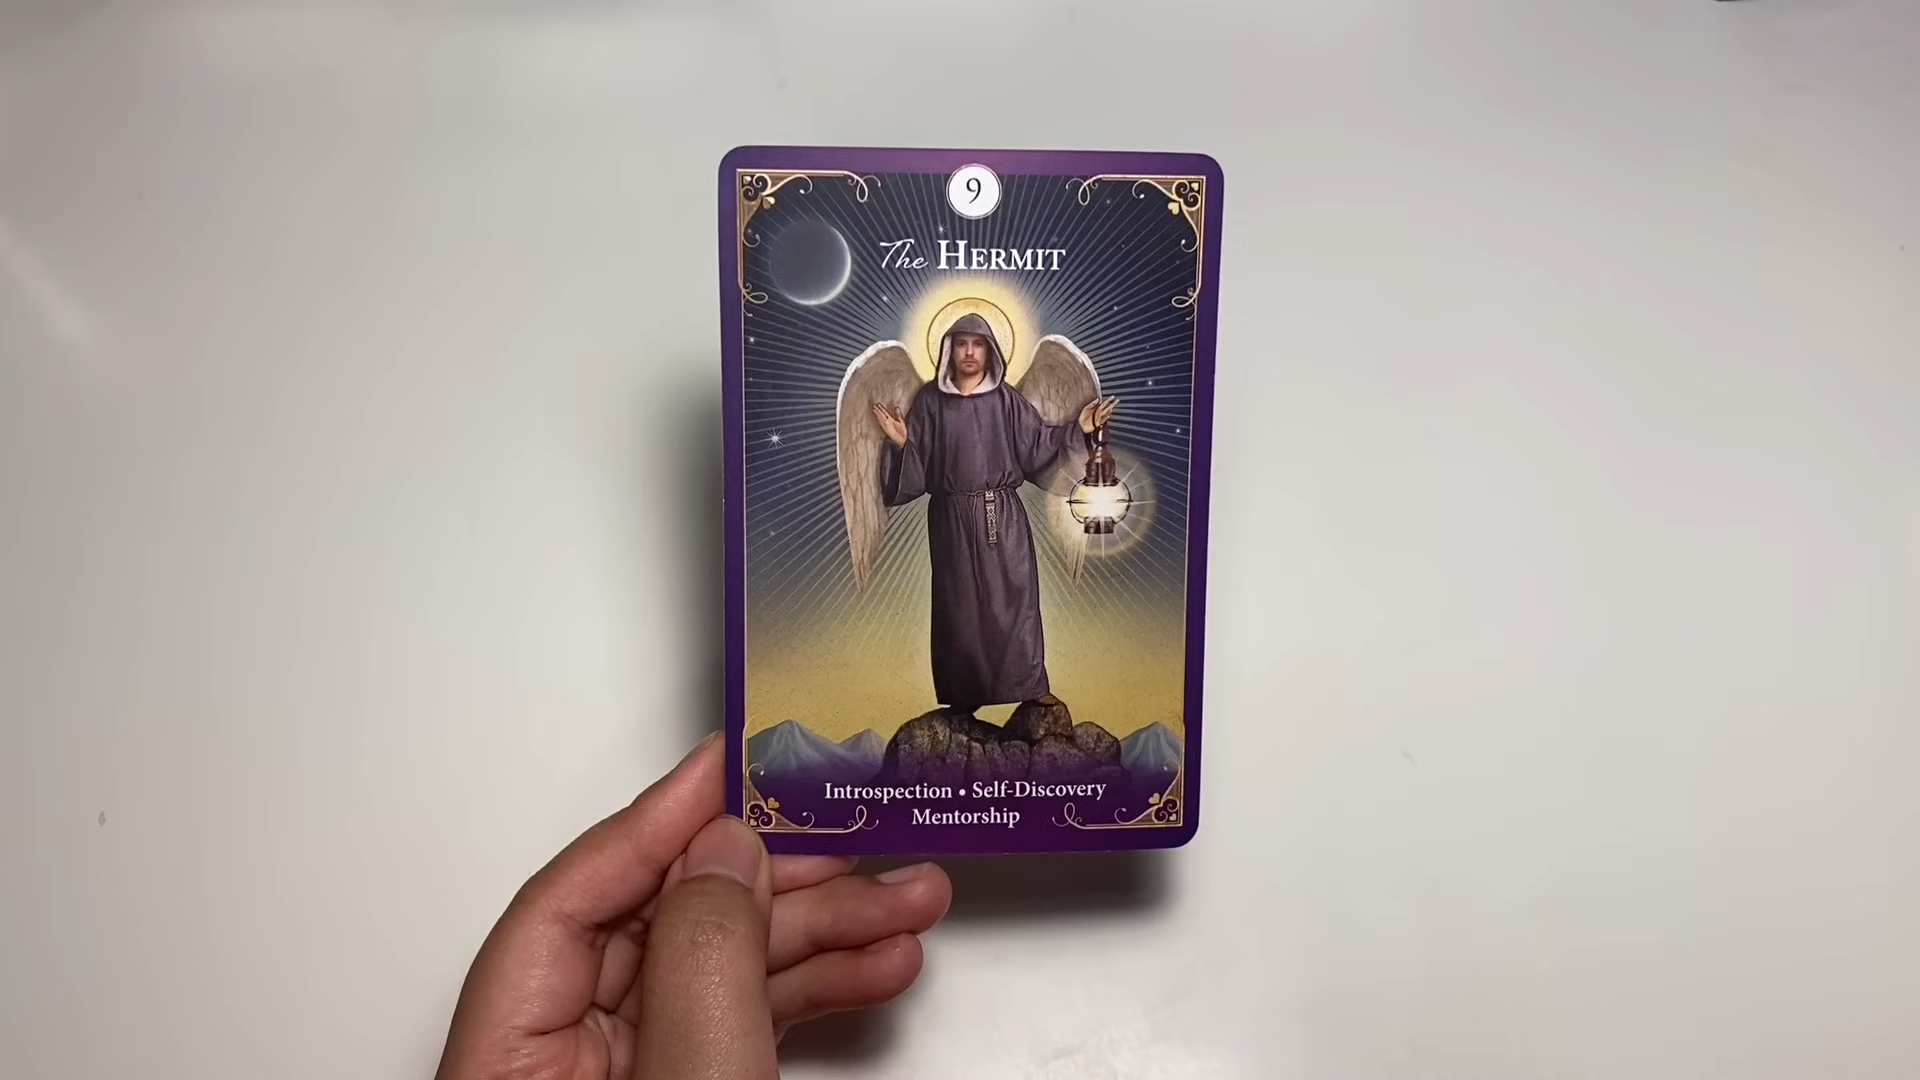 9
The HERMIT
Introspection • Self-Discovery
Mentorship